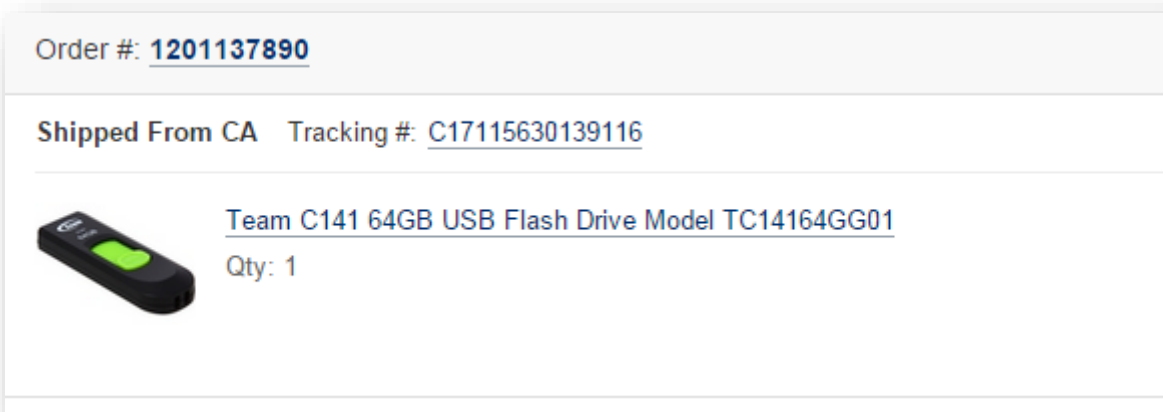 Order #: 1201137890
Shipped From CA Tracking #: C17115630139116
Team C141 64GB USB Flash Drive Model TC14164GG01
Qty: 1